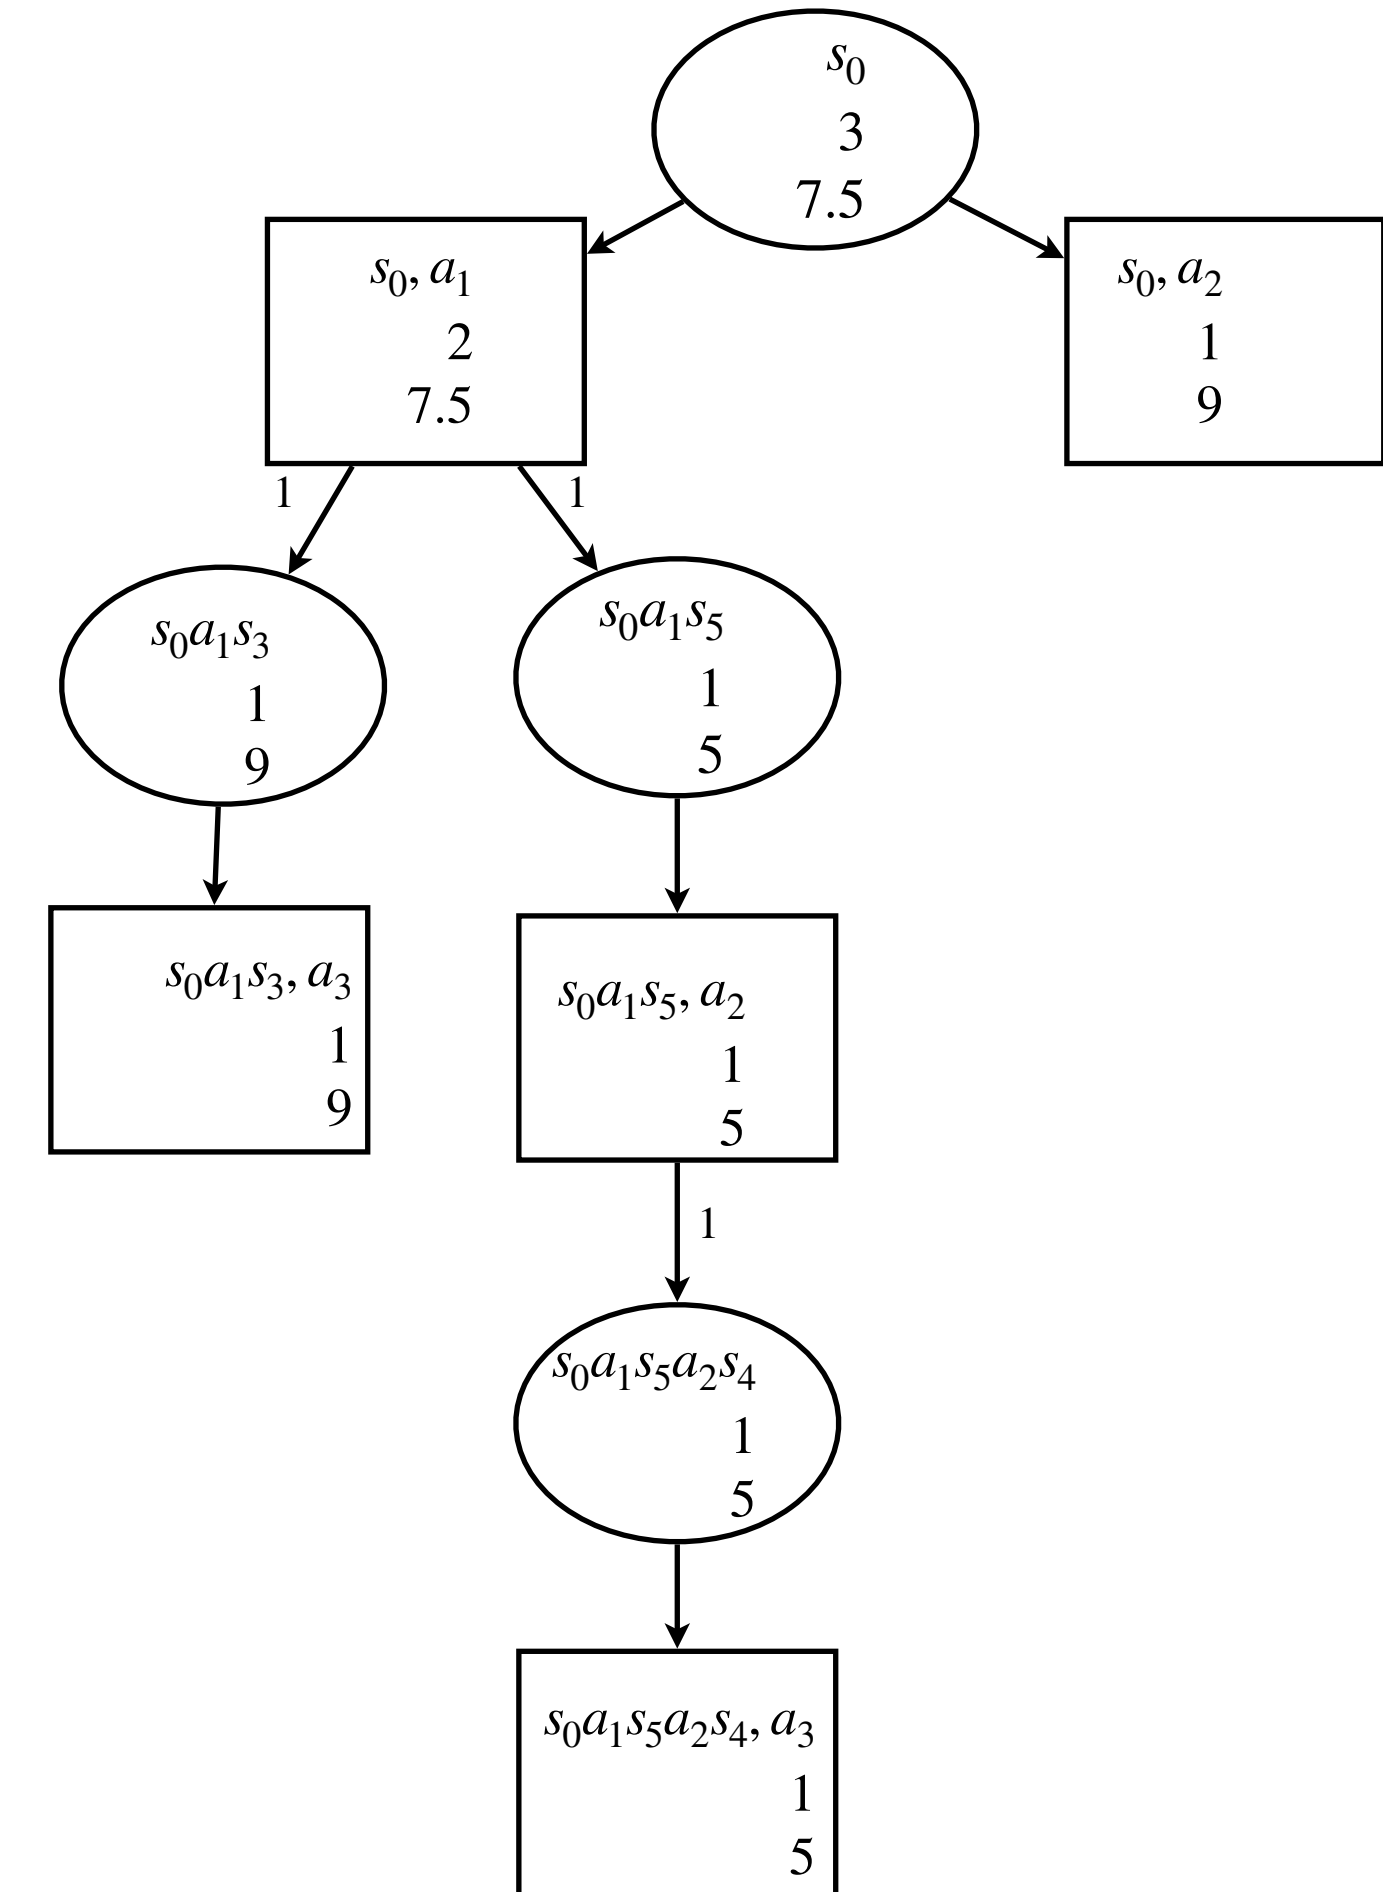 s₀
3
7.5
s₀, a₁
2
7.5
s₀, a₂
1
9
1
1
s₀a₁s₃
1
9
s₀a₁s₅
1
5
s₀a₁s₃, a₃
1
9
s₀a₁s₅, a₂
1
5
1
s₀a₁s₅a₂s₄
1
5
s₀a₁s₅a₂s₄, a₃
1
5